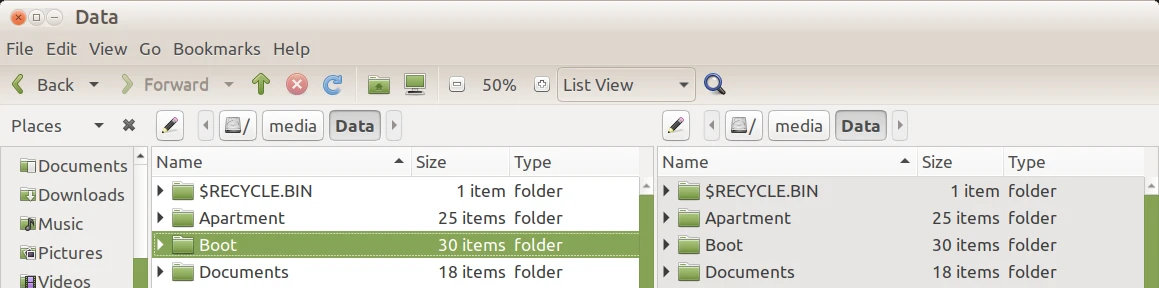 Data
File Edit View Go Bookmarks Help
Back Forward 50% List View
Places / media Data / media Data
Name Size Type Name Size Type
Documents $RECYCLE.BIN 1 item folder $RECYCLE.BIN 1 item folder
Downloads Apartment 25 items folder Apartment 25 items folder
Music Boot 30 items folder Boot 30 items folder
Pictures Documents 18 items folder Documents 18 items folder
Videos